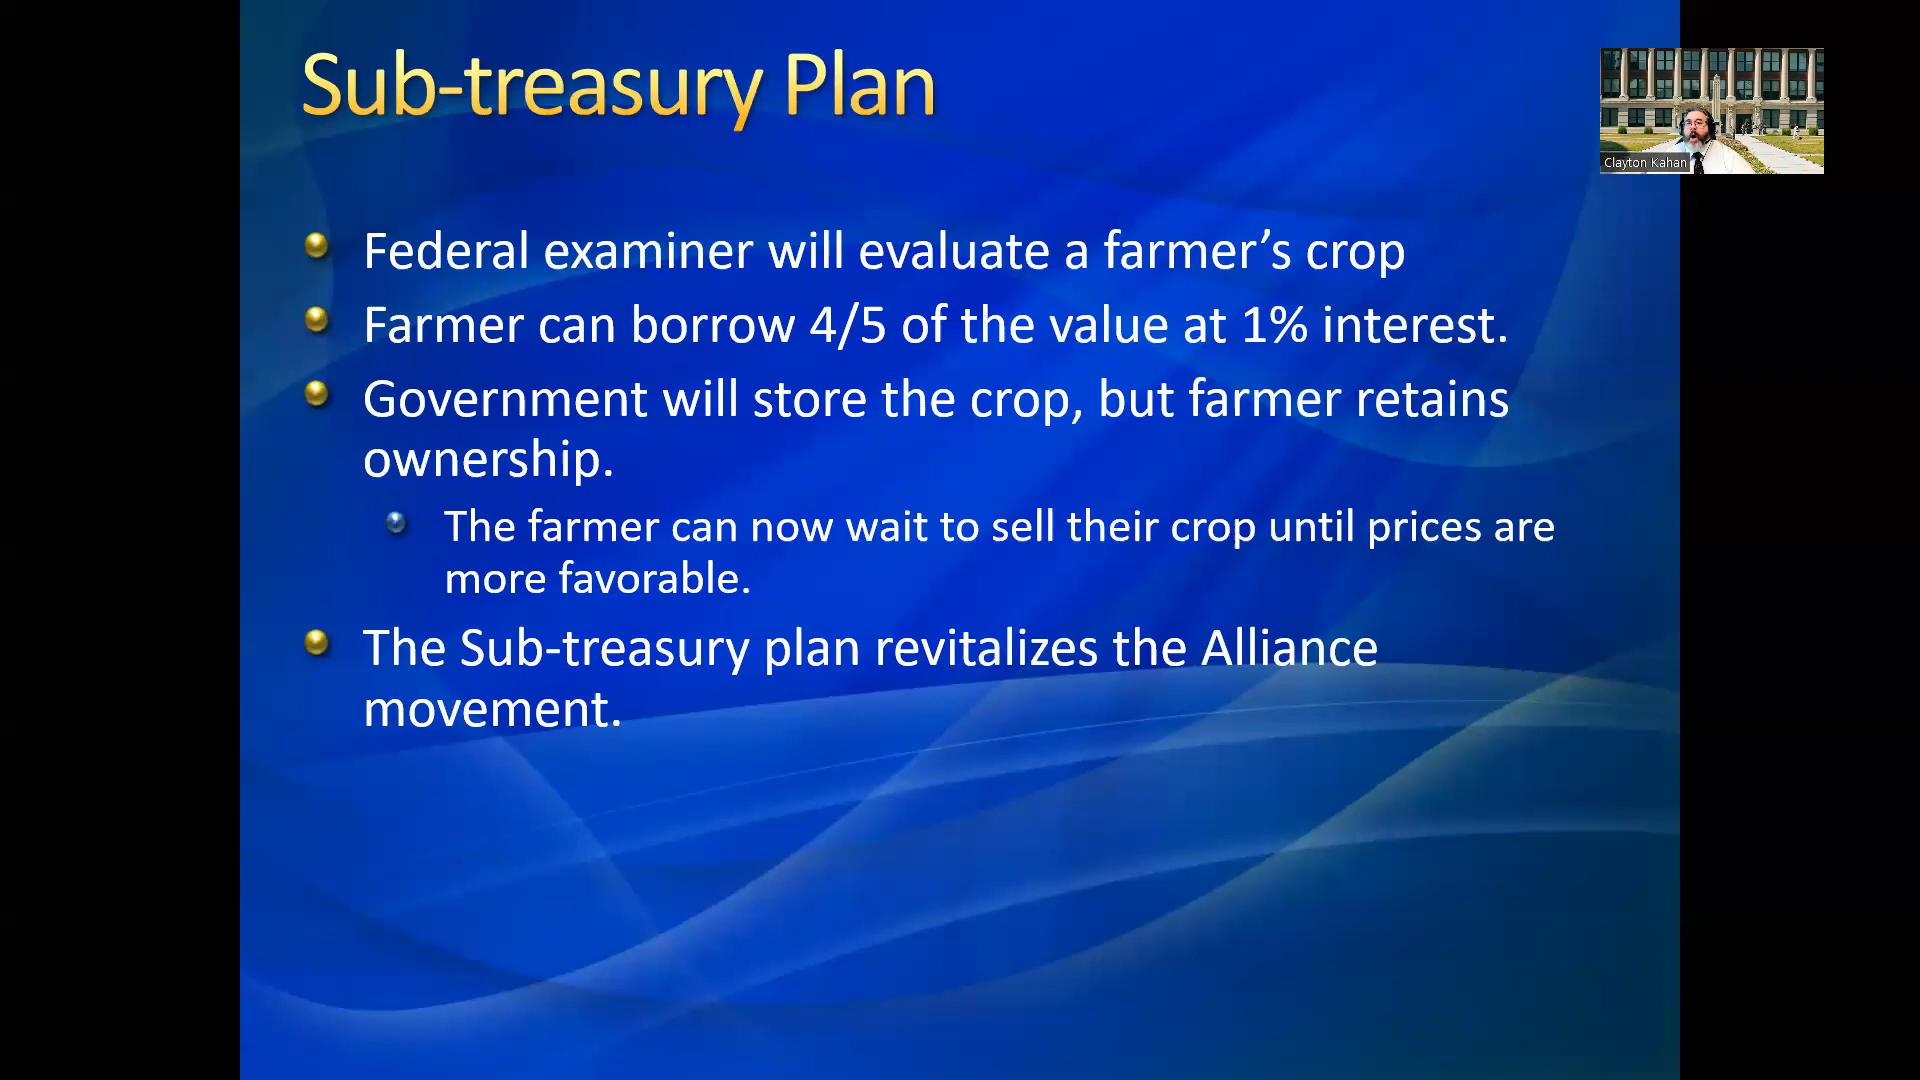 Sub-treasury Plan
Clayton Kahan
Federal examiner will evaluate a farmer’s crop
Farmer can borrow 4/5 of the value at 1% interest.
Government will store the crop, but farmer retains
ownership.
The farmer can now wait to sell their crop until prices are
more favorable.
The Sub-treasury plan revitalizes the Alliance
movement.